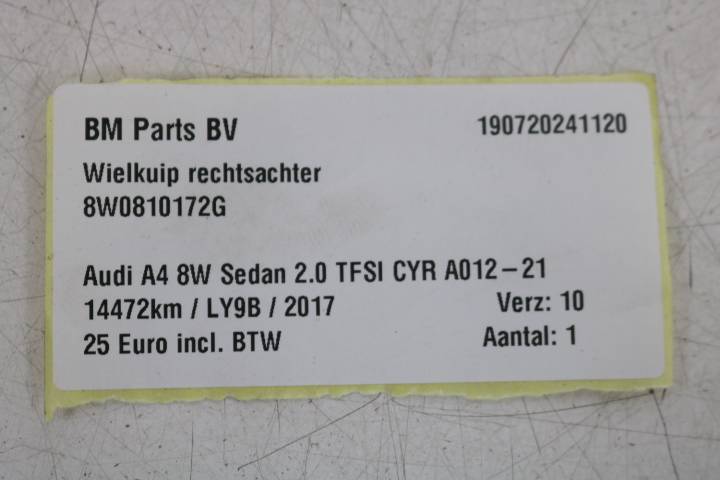 BM Parts BV 190720241120
Wielkuip rechtsachter
8W0810172G
Audi A4 8W Sedan 2.0 TFSI CYR A012-21
14472km / LY9B / 2017 Verz: 10
25 Euro incl. BTW Aantal: 1